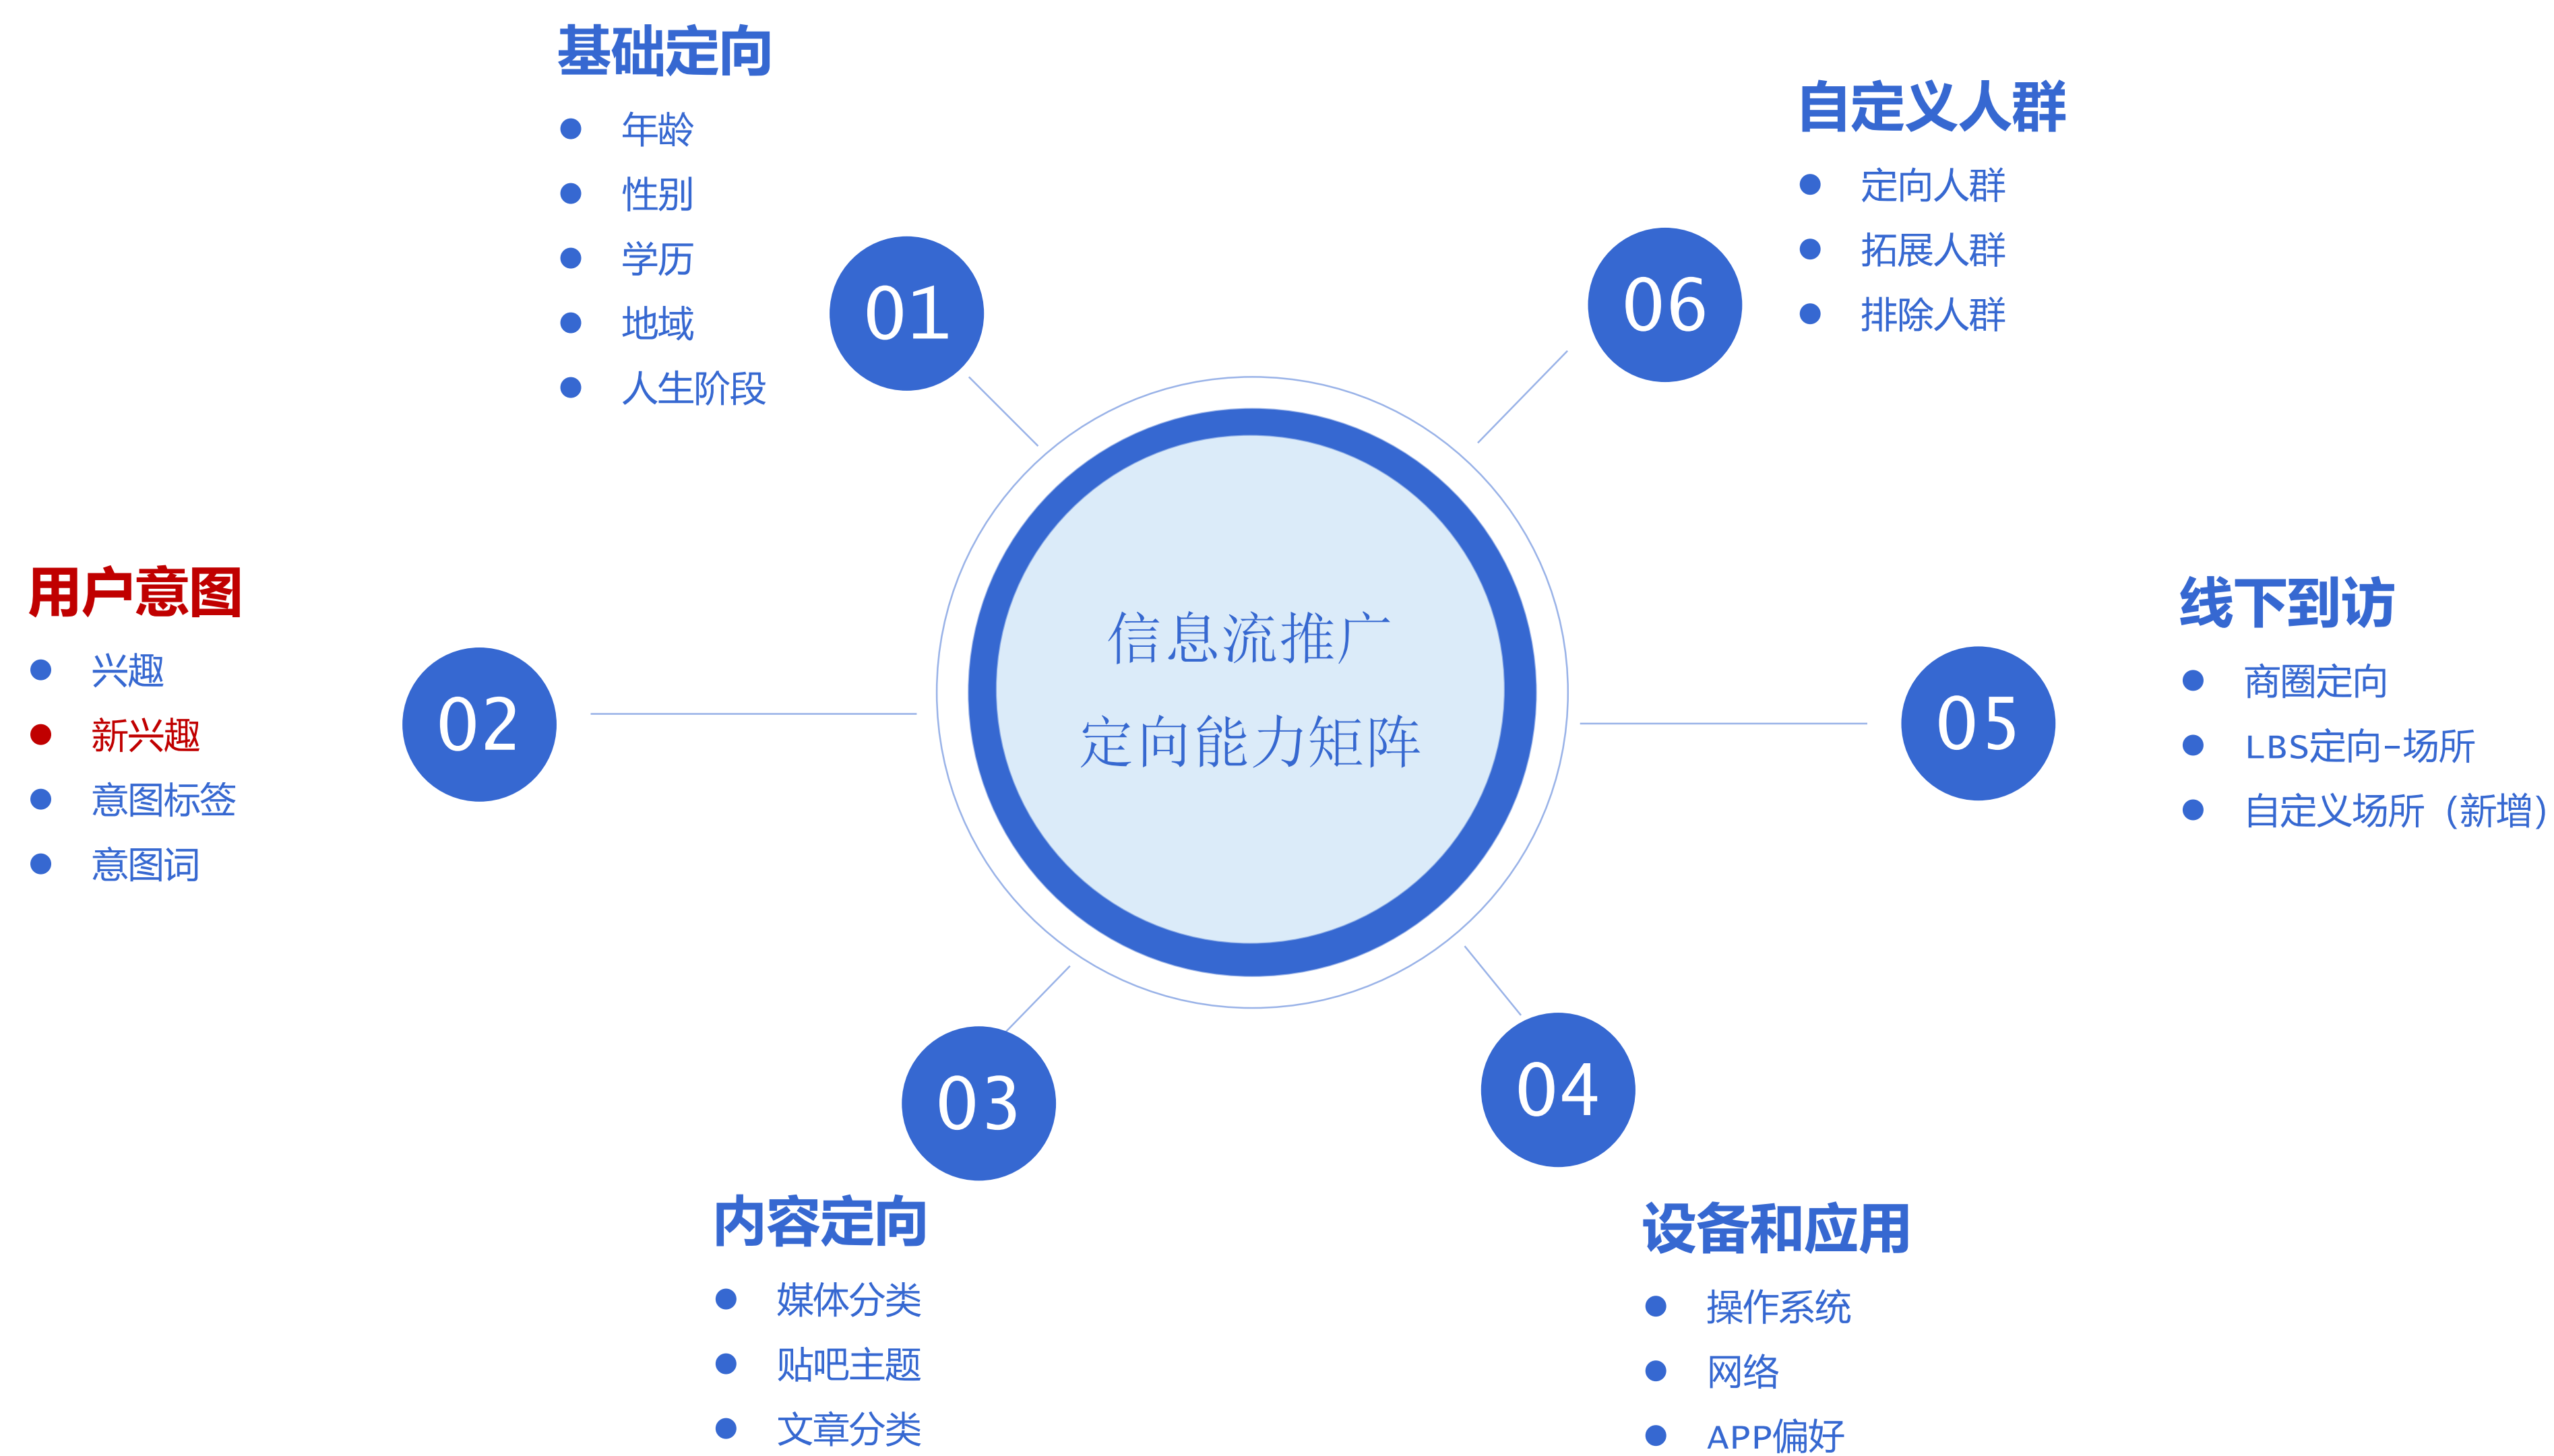 基础定向
年龄
性别
学历
地域
人生阶段
01
自定义人群
定向人群
拓展人群
排除人群
06
用户意图
兴趣
新兴趣
意图标签
意图词
02
信息流推广
定向能力矩阵
线下到访
商圈定向
LBS定向-场所
自定义场所（新增）
05
03
内容定向
媒体分类
贴吧主题
文章分类
04
设备和应用
操作系统
网络
APP偏好